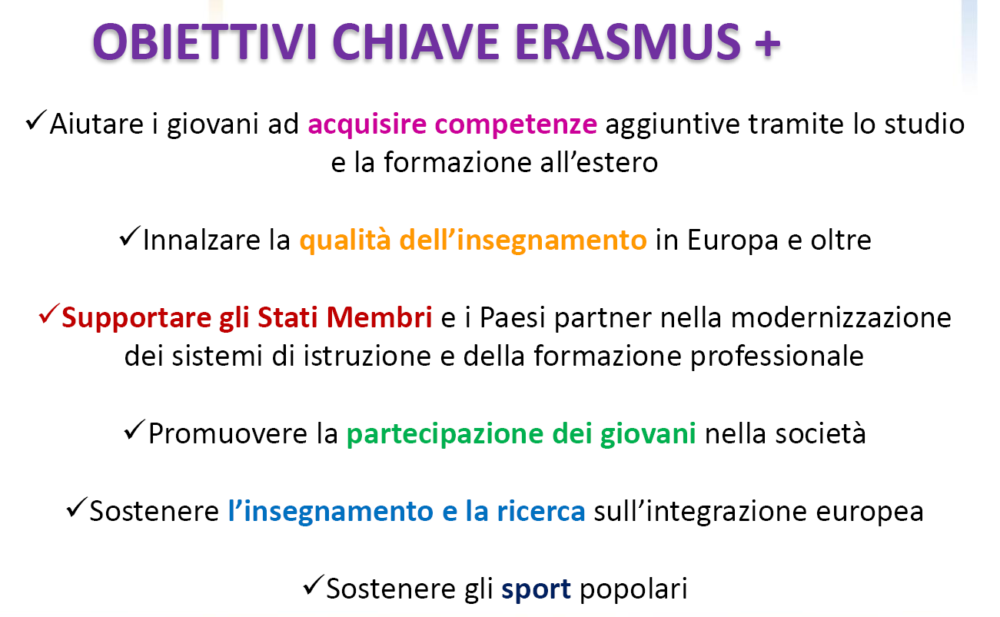 OBIETTIVI CHIAVE ERASMUS +
✓Aiutare i giovani ad acquisire competenze aggiuntive tramite lo studio
e la formazione all’estero
✓Innalzare la qualità dell’insegnamento in Europa e oltre
✓Supportare gli Stati Membri e i Paesi partner nella modernizzazione
dei sistemi di istruzione e della formazione professionale
✓Promuovere la partecipazione dei giovani nella società
✓Sostenere l’insegnamento e la ricerca sull’integrazione europea
✓Sostenere gli sport popolari